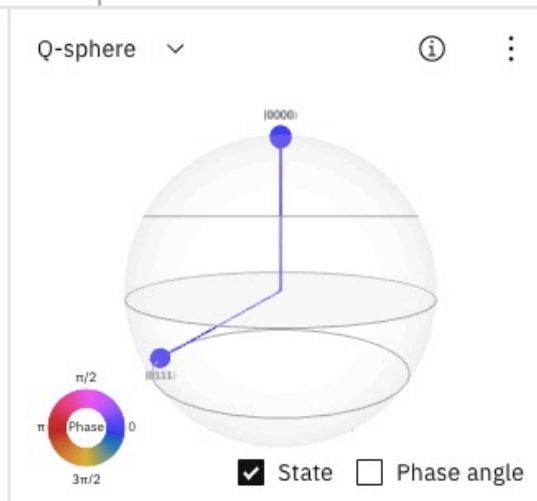 Q-sphere
|0000⟩
|0111⟩
π/2
π Phase 0
3π/2
State Phase angle